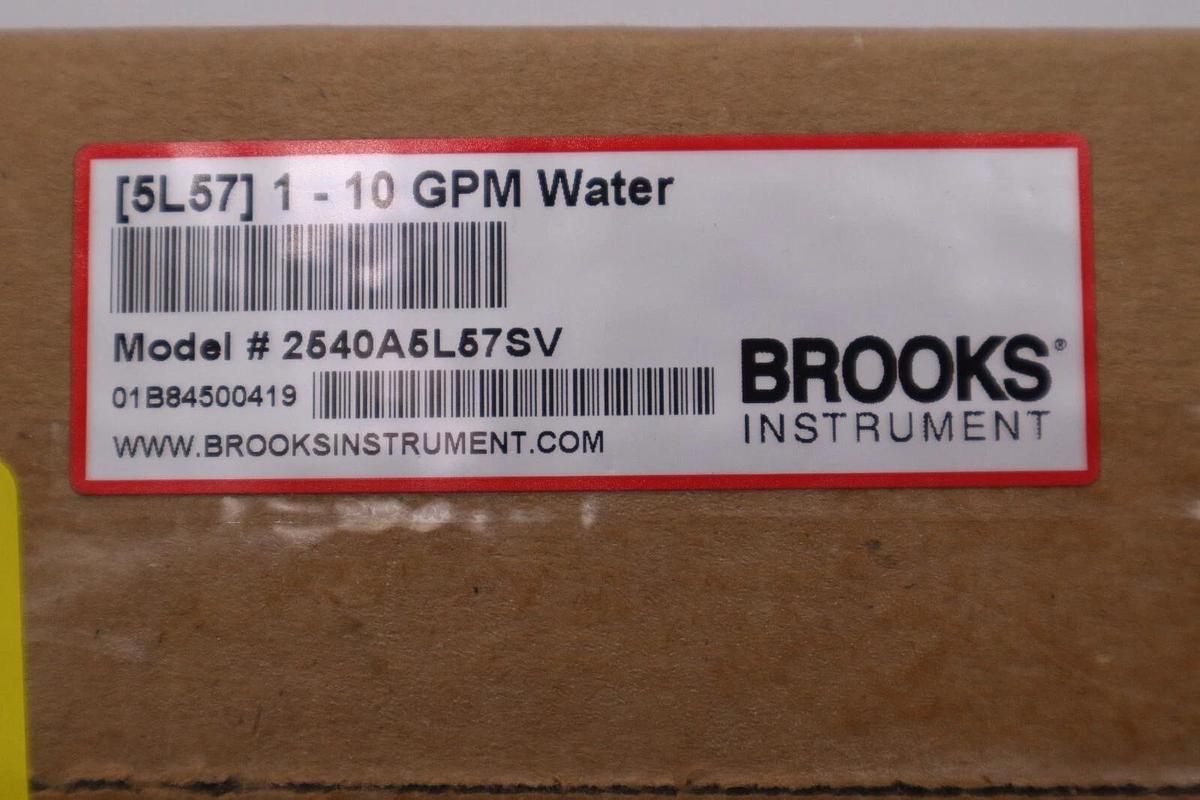 [5L57] 1 - 10 GPM Water
Model # 2540A5L57SV
01B84500419
WWW.BROOKSINSTRUMENT.COM
BROOKS®
INSTRUMENT